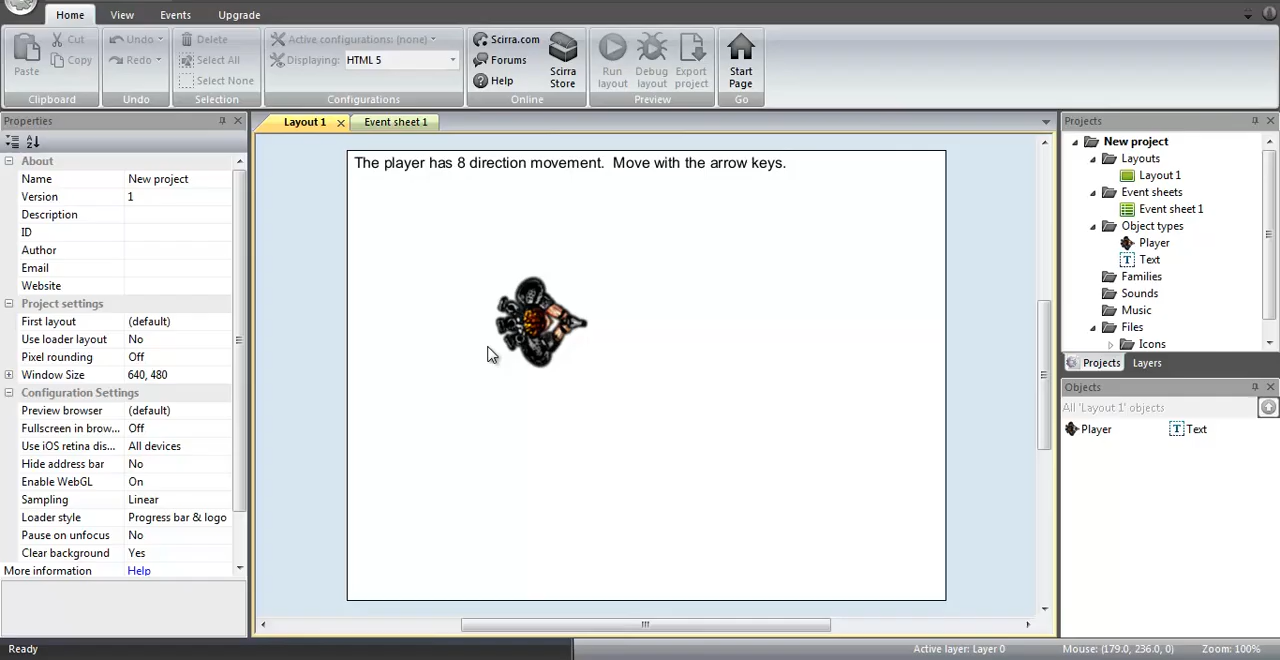 Home View Events Upgrade
Paste Cut Copy Clipboard
Undo Redo Undo
Delete Select All Select None Selection
Active configurations: (none)
Displaying: HTML 5
Configurations
Scirra.com Forums Help Scirra Store Online
Run layout Debug layout Export project Preview
Start Page Go
Properties
About
Name New project
Version 1
Description
ID
Author
Email
Website
Project settings
First layout (default)
Use loader layout No
Pixel rounding Off
Window Size 640, 480
Configuration Settings
Preview browser (default)
Fullscreen in brow... Off
Use iOS retina dis... All devices
Hide address bar No
Enable WebGL On
Sampling Linear
Loader style Progress bar & logo
Pause on unfocus No
Clear background Yes
More information Help
Layout 1 Event sheet 1
The player has 8 direction movement. Move with the arrow keys.
Projects
New project
Layouts
Layout 1
Event sheets
Event sheet 1
Object types
Player
T Text
Families
Sounds
Music
Files
Icons
Projects Layers
Objects
All 'Layout 1' objects
Player T Text
Ready Active layer: Layer 0 Mouse: (179.0, 236.0, 0) Zoom: 100%